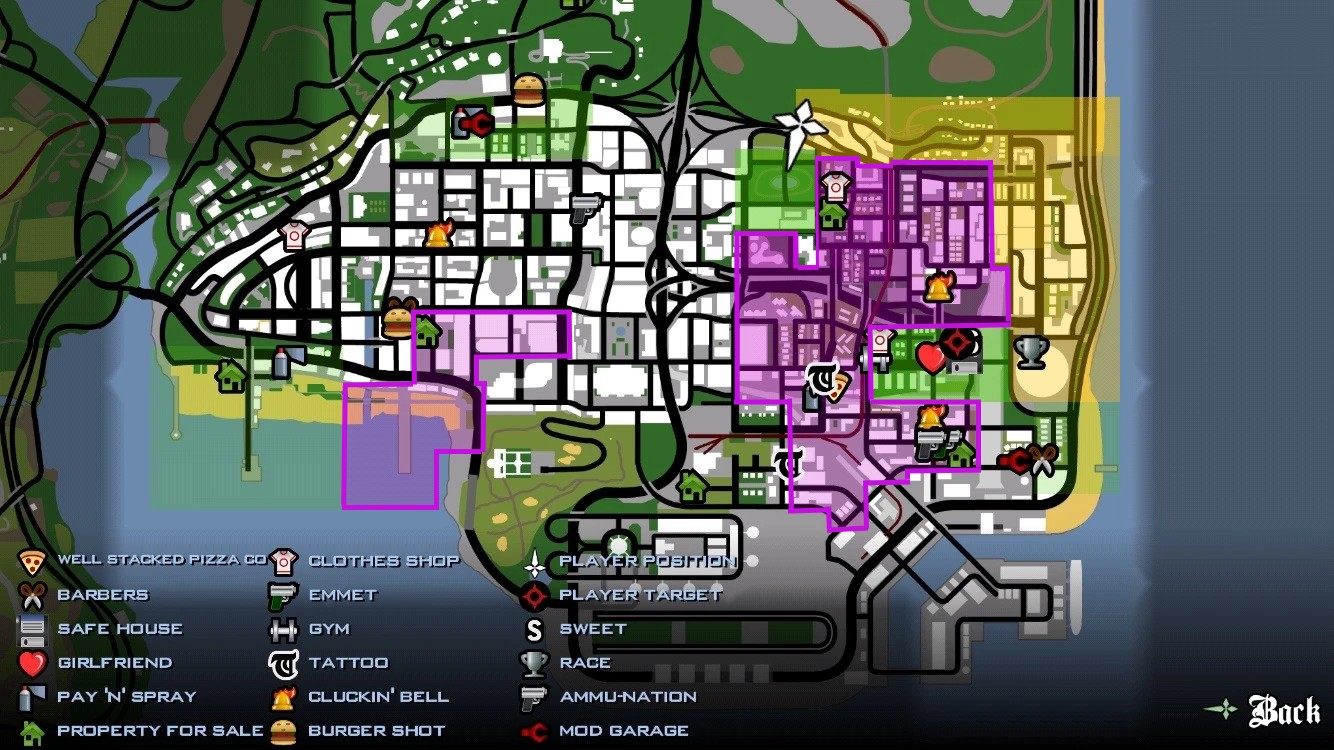 WELL STACKED PIZZA CO
BARBERS
SAFE HOUSE
GIRLFRIEND
PAY 'N' SPRAY
PROPERTY FOR SALE
CLOTHES SHOP
EMMET
GYM
TATTOO
CLUCKIN' BELL
BURGER SHOT
PLAYER POSITION
PLAYER TARGET
S SWEET
RACE
AMMU-NATION
MOD GARAGE
Back